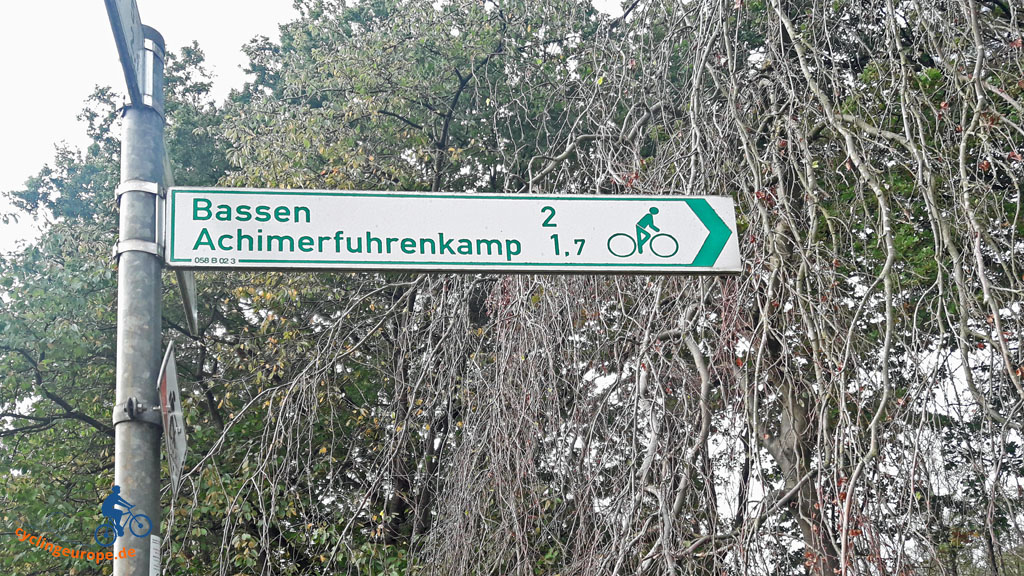 Bassen 2
Achimerfuhrenkamp 1,7
058 B 02 3
cyclingeurope.de